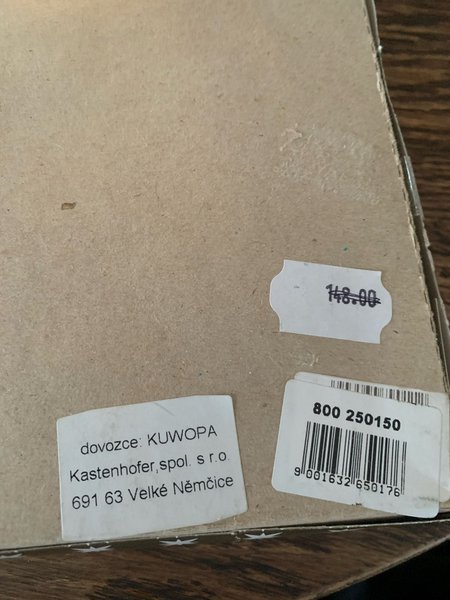 148.00
800 250150
9 001632 650176
dovozce: KUWOPA
Kastenhofer,spol. s r.o.
691 63 Velké Němčice